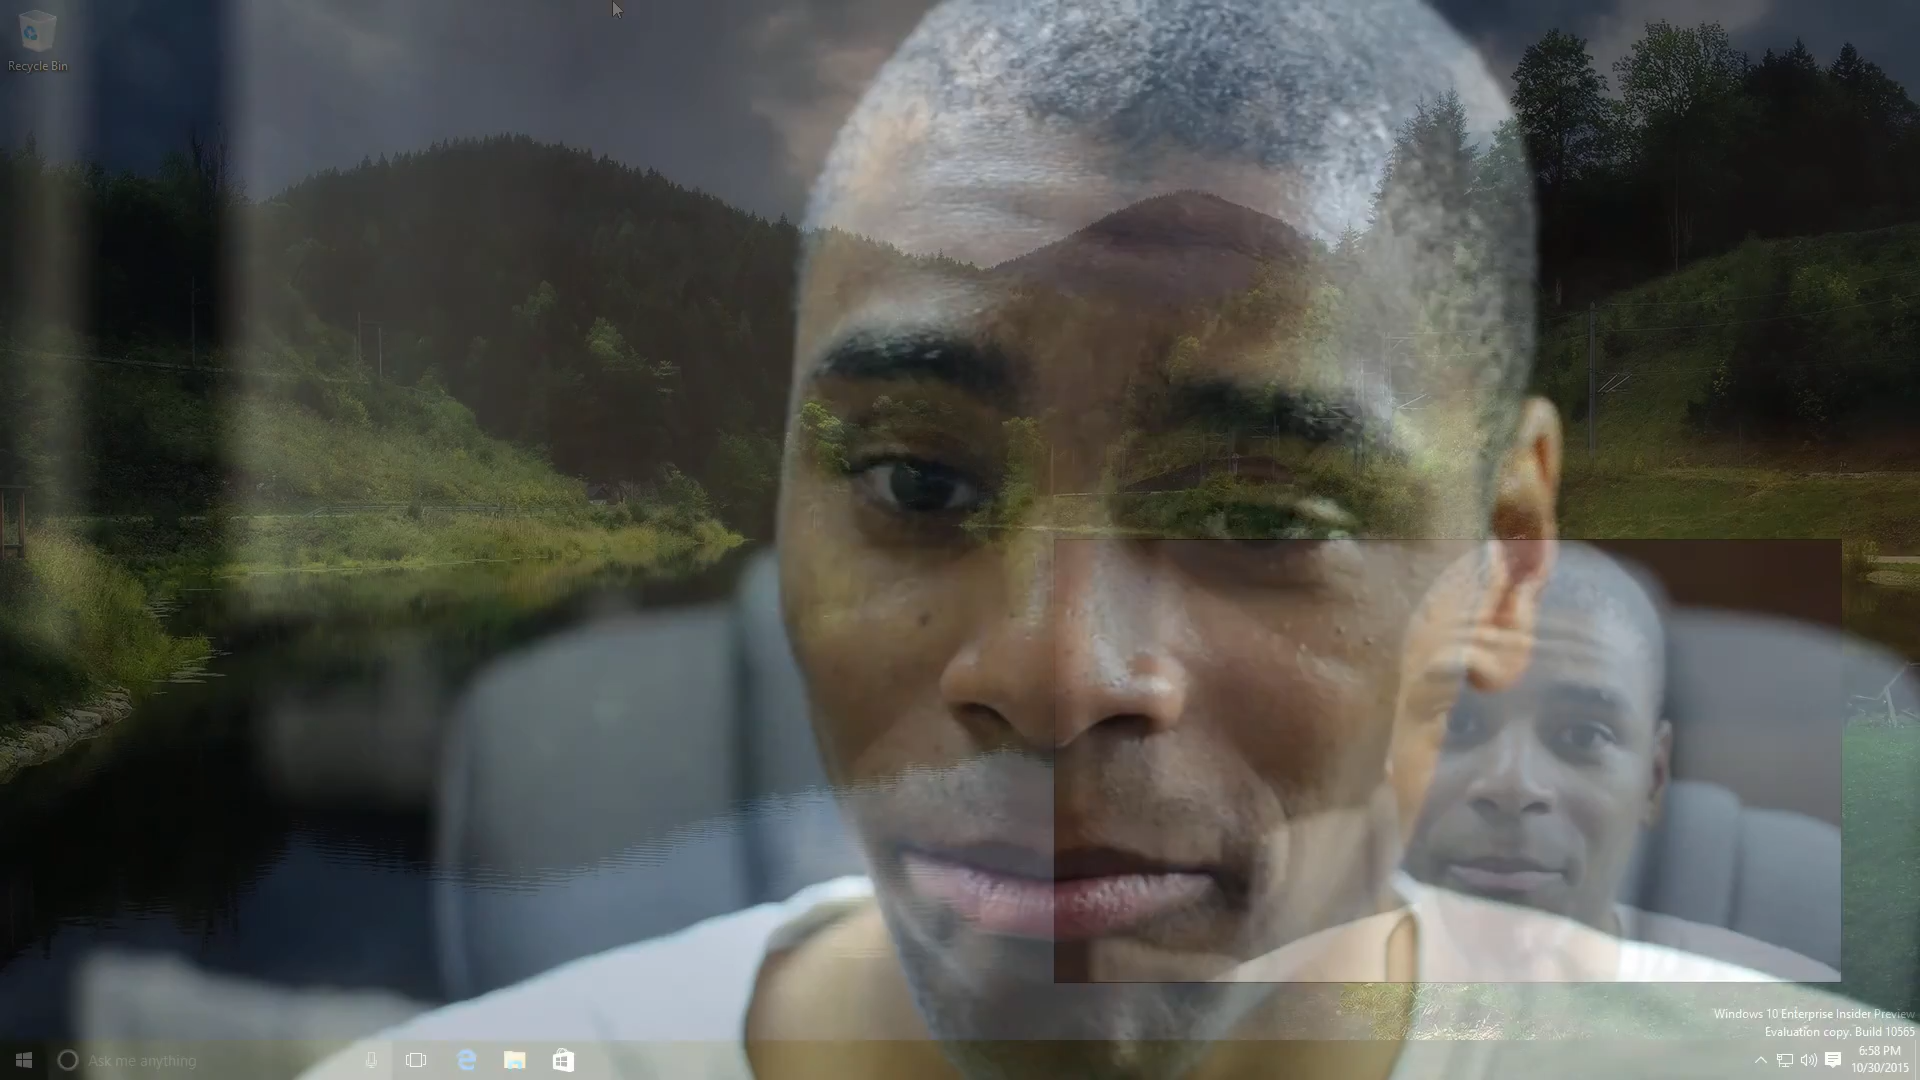 Recycle Bin
Windows 10 Enterprise Insider Preview
Evaluation copy. Build 10565
Ask me anything
6:58 PM
10/30/2015